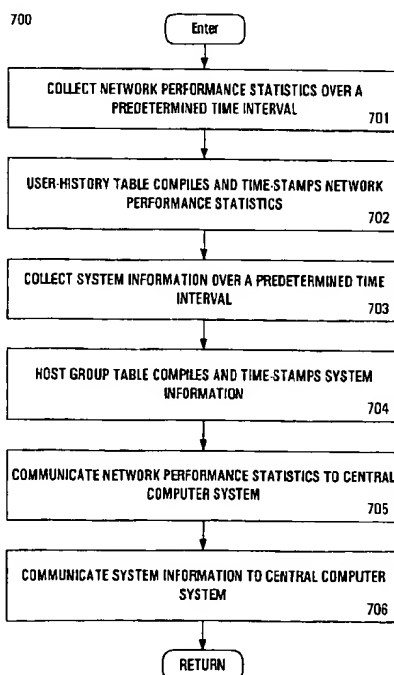 700
Enter
COLLECT NETWORK PERFORMANCE STATISTICS OVER A
PREDETERMINED TIME INTERVAL
701
USER-HISTORY TABLE COMPILES AND TIME-STAMPS NETWORK
PERFORMANCE STATISTICS
702
COLLECT SYSTEM INFORMATION OVER A PREDETERMINED TIME
INTERVAL
703
HOST GROUP TABLE COMPILES AND TIME-STAMPS SYSTEM
INFORMATION
704
COMMUNICATE NETWORK PERFORMANCE STATISTICS TO CENTRAL
COMPUTER SYSTEM
705
COMMUNICATE SYSTEM INFORMATION TO CENTRAL COMPUTER
SYSTEM
706
RETURN